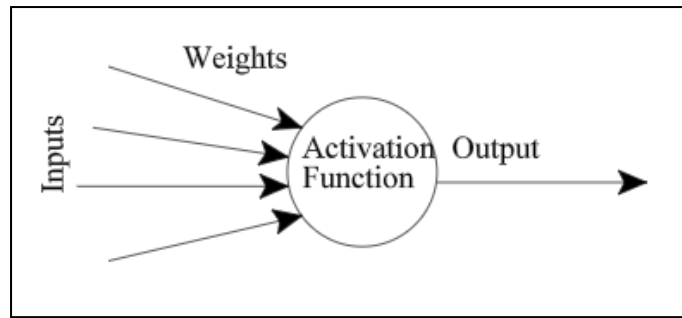 Weights
Inputs
Activation
Function
Output